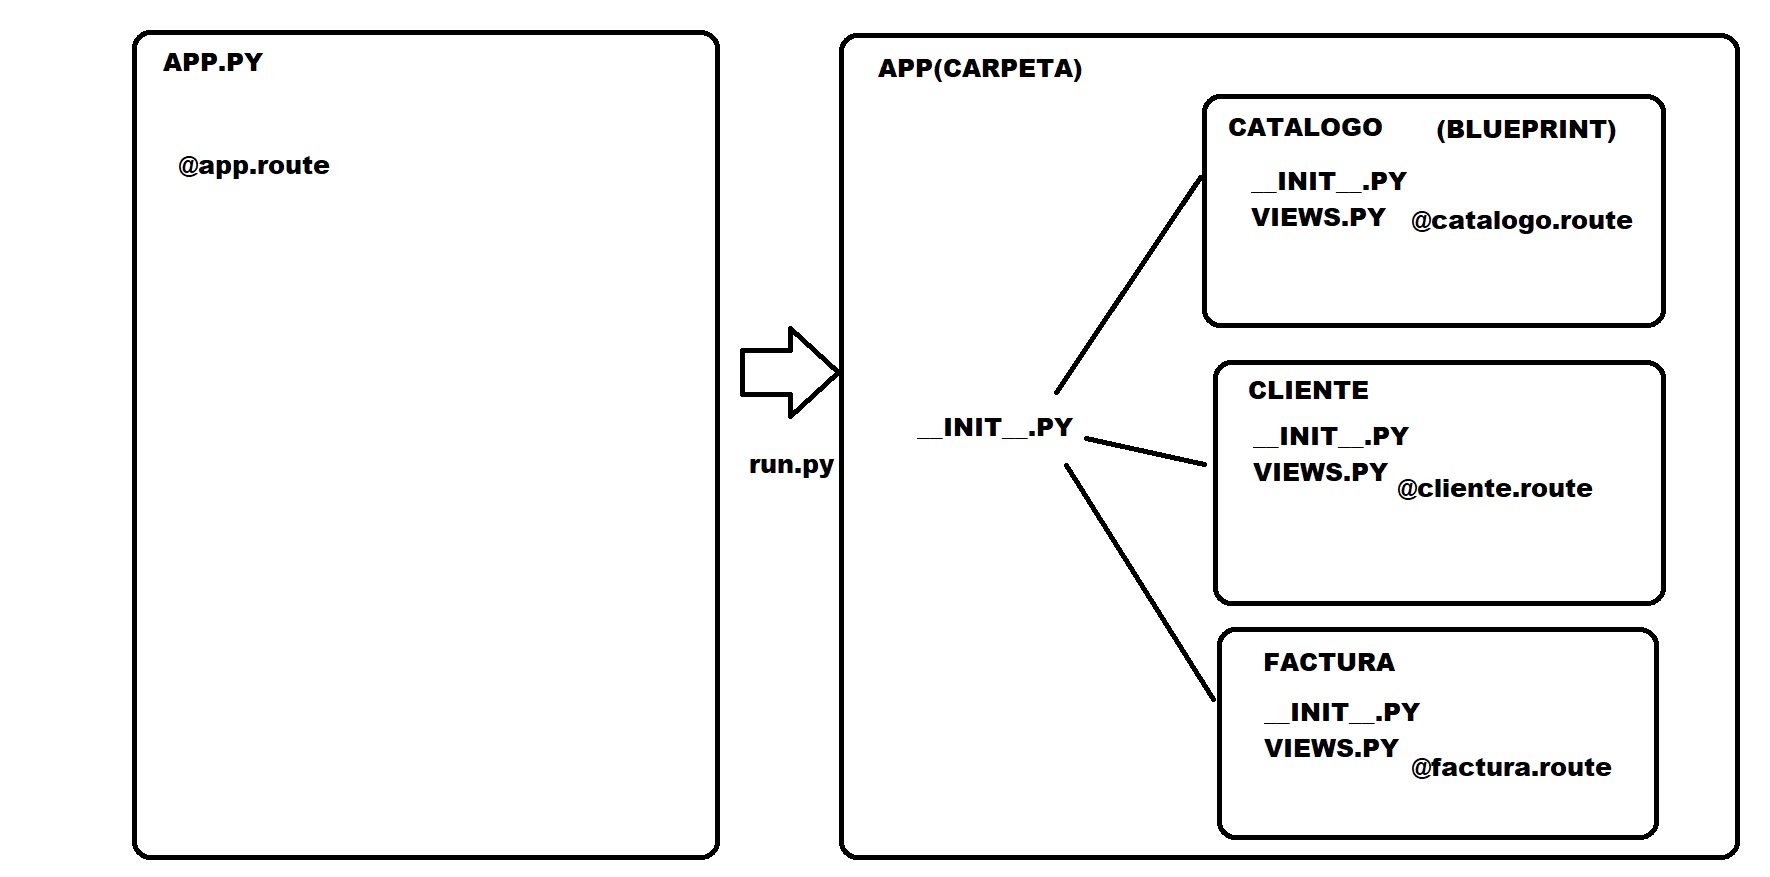 APP.PY
@app.route
run.py
APP(CARPETA)
__INIT__.PY
CATALOGO (BLUEPRINT)
__INIT__.PY
VIEWS.PY @catalogo.route
CLIENTE
__INIT__.PY
VIEWS.PY @cliente.route
FACTURA
__INIT__.PY
VIEWS.PY @factura.route